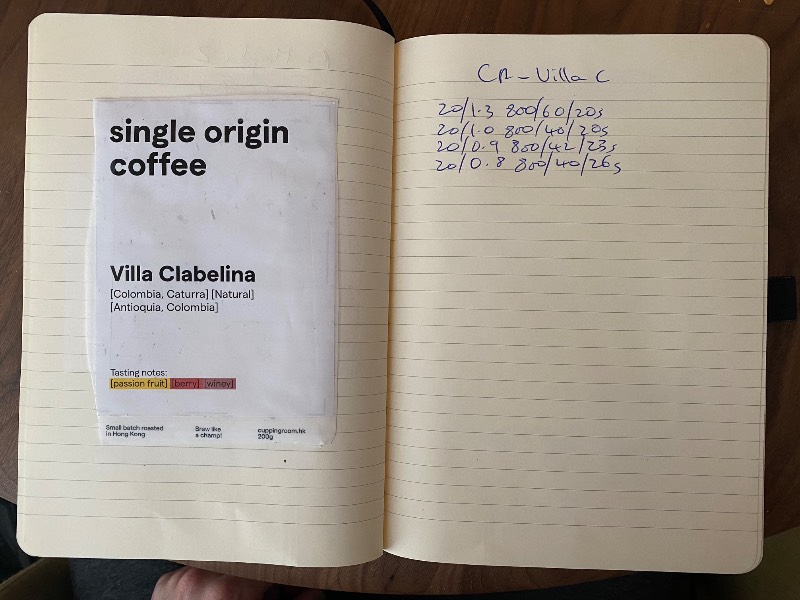 single origin
coffee
Villa Clabelina
[Colombia, Caturra] [Natural]
[Antioquia, Colombia]
Tasting notes:
[passion fruit] [berry] [winey]
Small batch roasted
in Hong Kong
Brew like
a champ!
cuppingroom.hk
200g
CR - Villa C
20/1.3 800/60/20s
20/1.0 800/40/20s
20/0.9 800/42/23s
20/0.8 800/40/26s